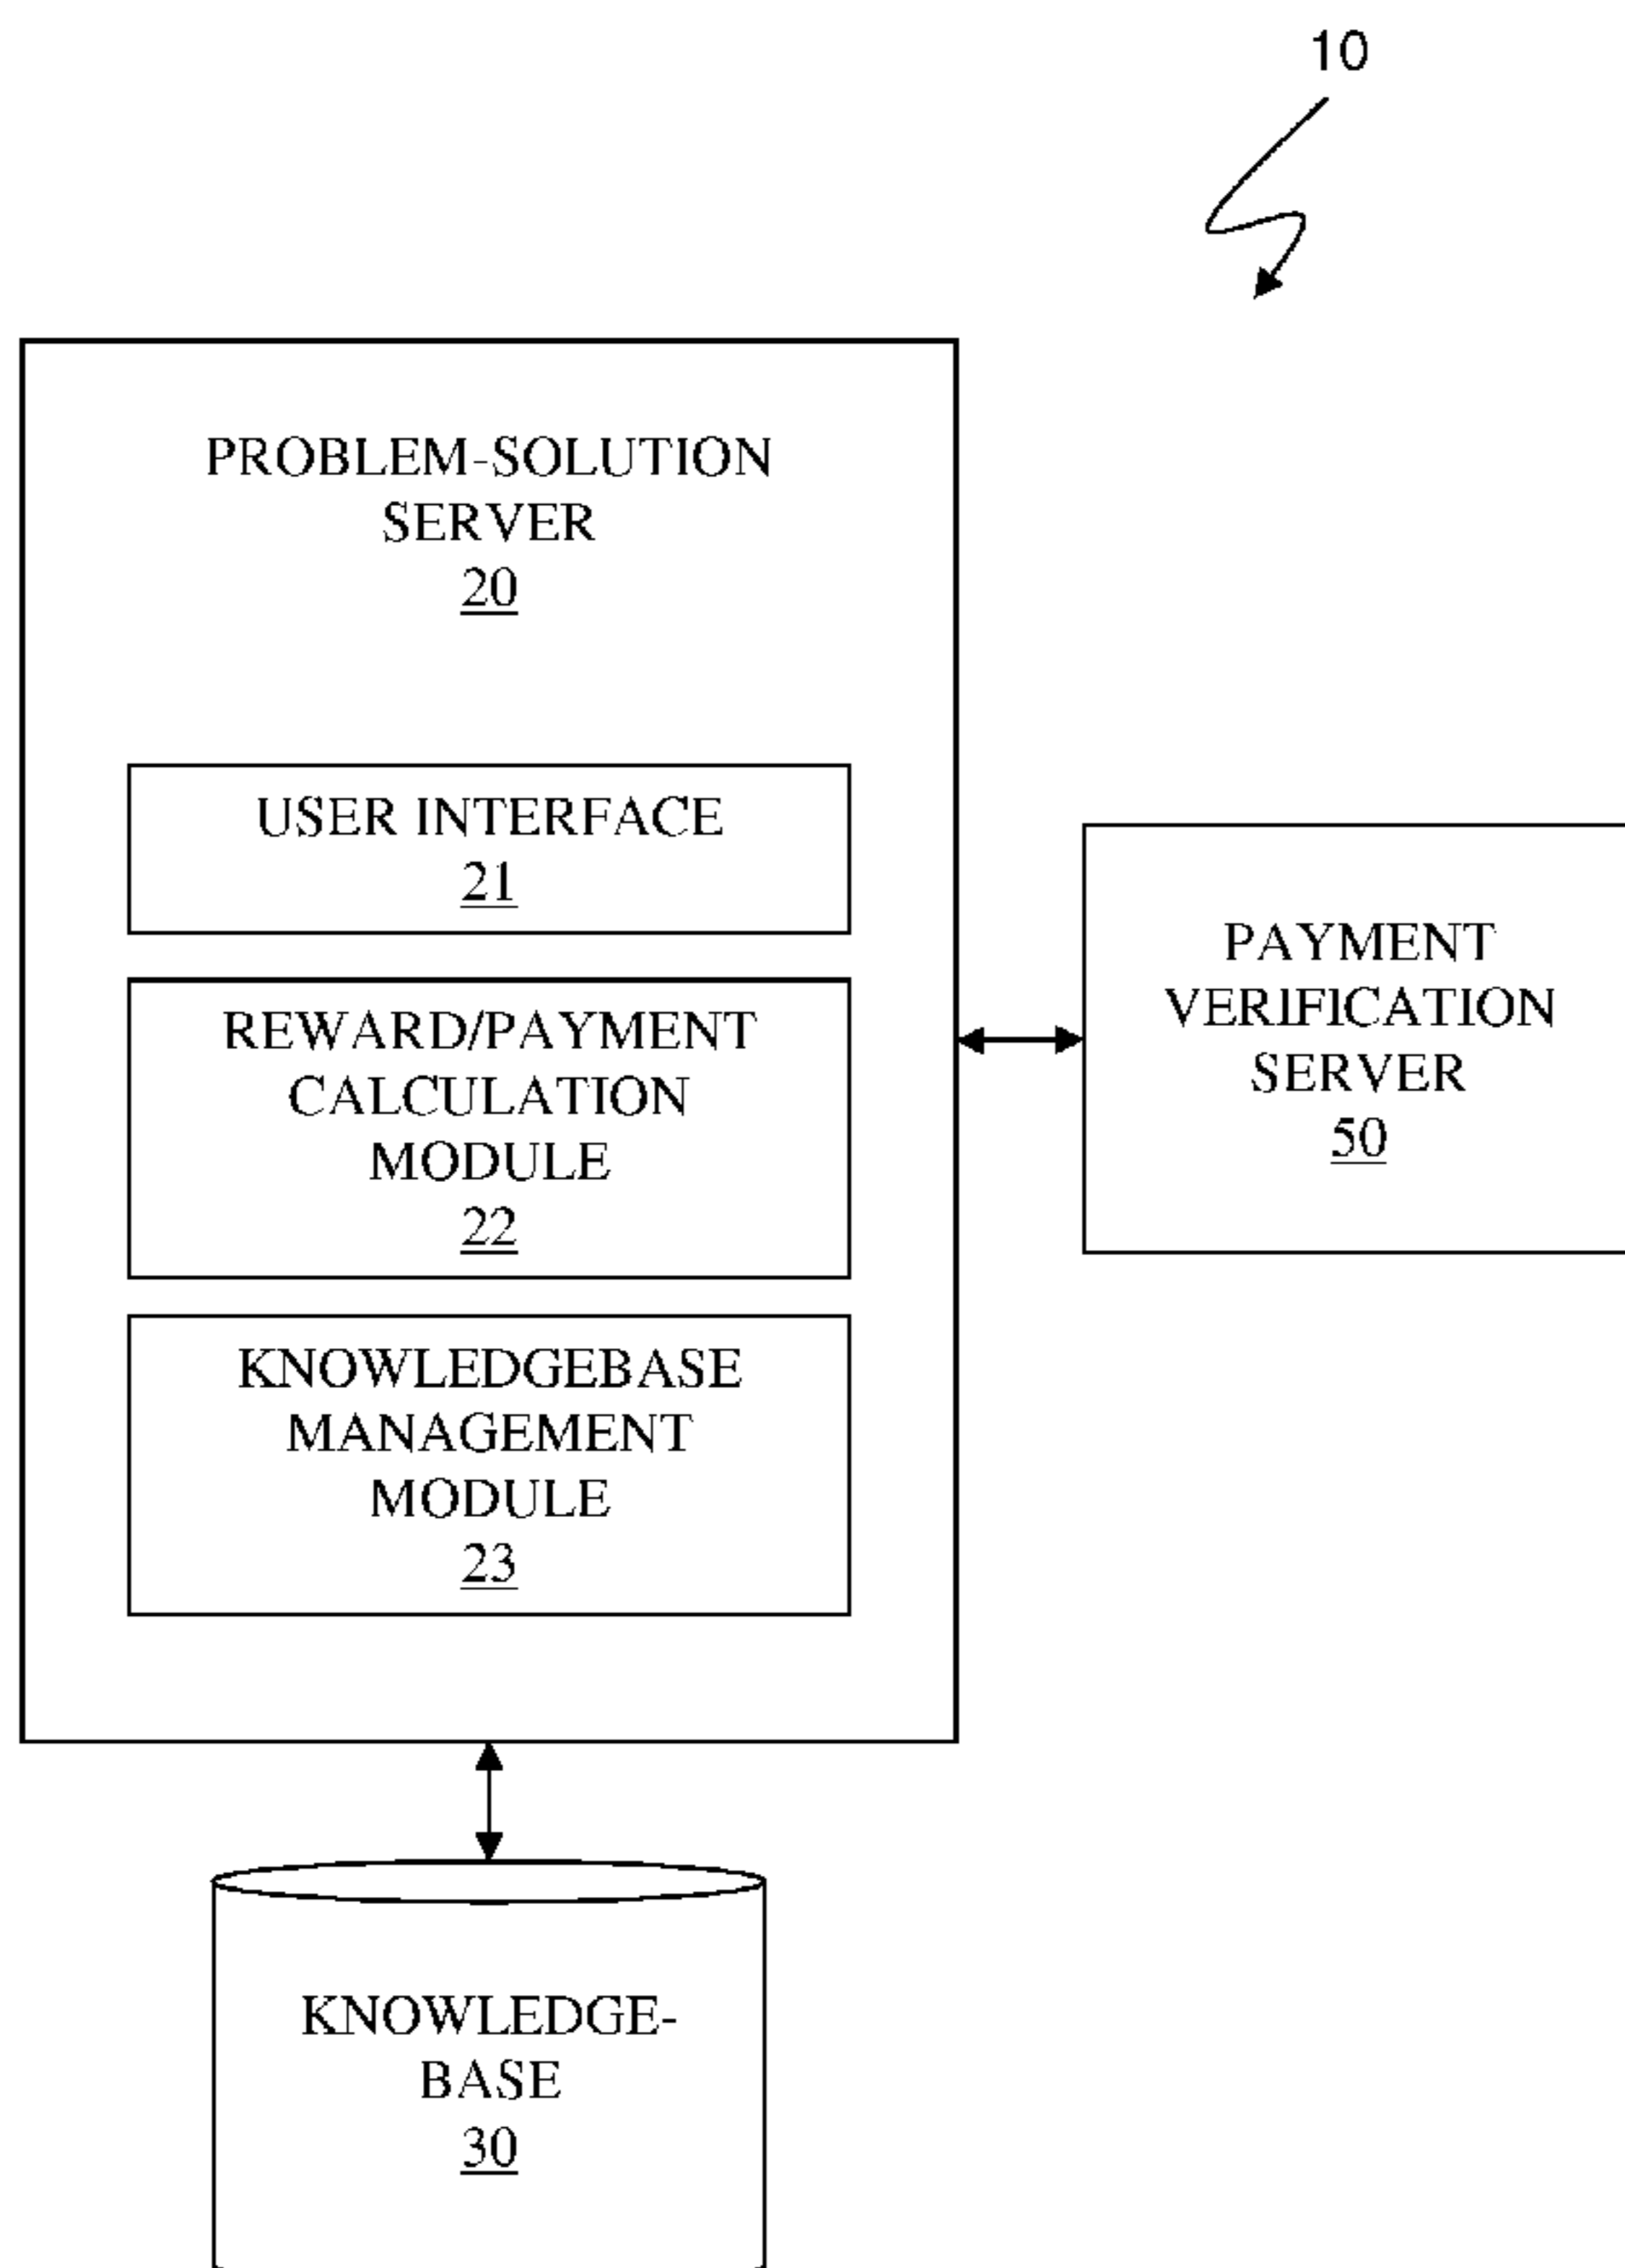 10
PROBLEM-SOLUTION
SERVER
20
USER INTERFACE
21
REWARD/PAYMENT
CALCULATION
MODULE
22
KNOWLEDGEBASE
MANAGEMENT
MODULE
23
PAYMENT
VERIFICATION
SERVER
50
KNOWLEDGE-
BASE
30